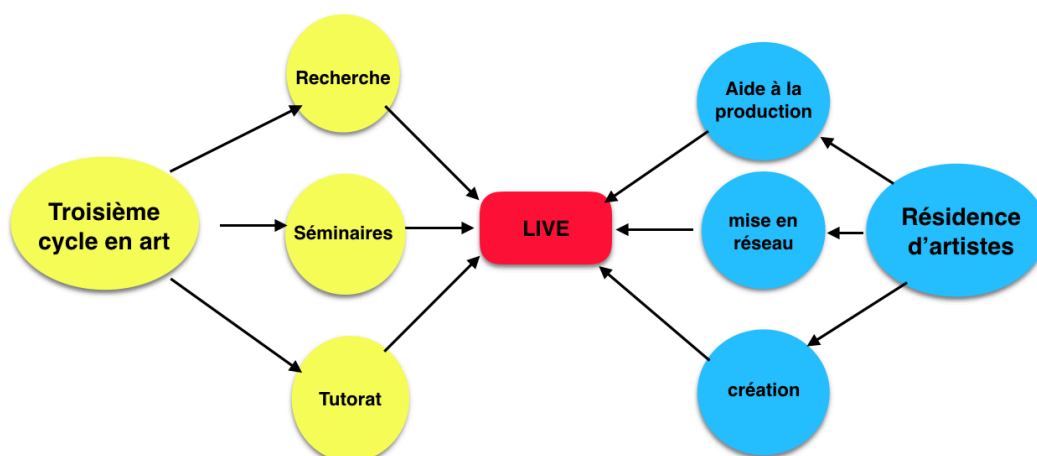 Recherche
Troisième
cycle en art
Séminaires
Tutorat
LIVE
Aide à la
production
mise en
réseau
création
Résidence
d’artistes